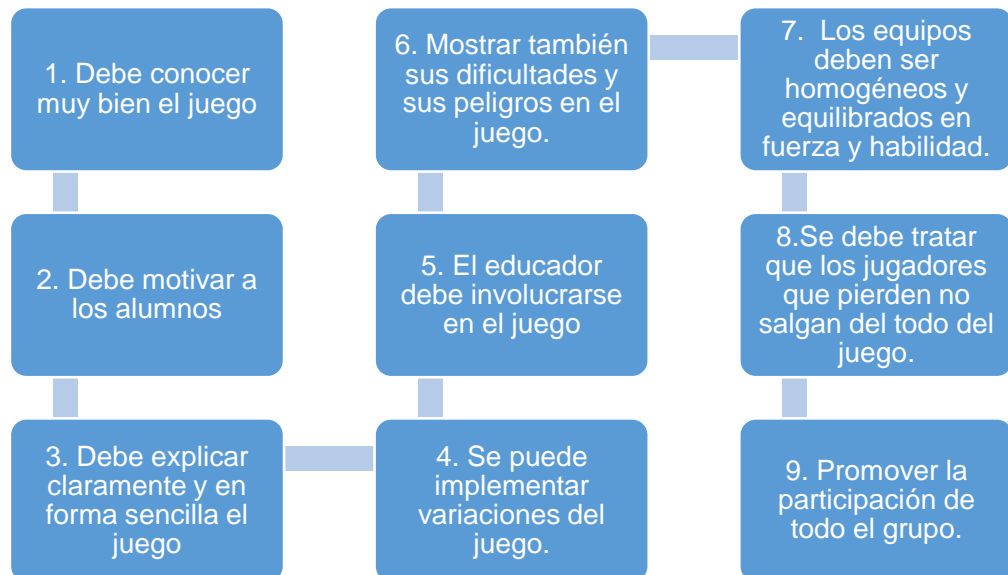 1. Debe conocer
muy bien el juego
2. Debe motivar a
los alumnos
3. Debe explicar
claramente y en
forma sencilla el
juego
4. Se puede
implementar
variaciones del
juego.
5. El educador
debe involucrarse
en el juego
6. Mostrar también
sus dificultades y
sus peligros en el
juego.
7. Los equipos
deben ser
homogéneos y
equilibrados en
fuerza y habilidad.
8.Se debe tratar
que los jugadores
que pierden no
salgan del todo del
juego.
9. Promover la
participación de
todo el grupo.